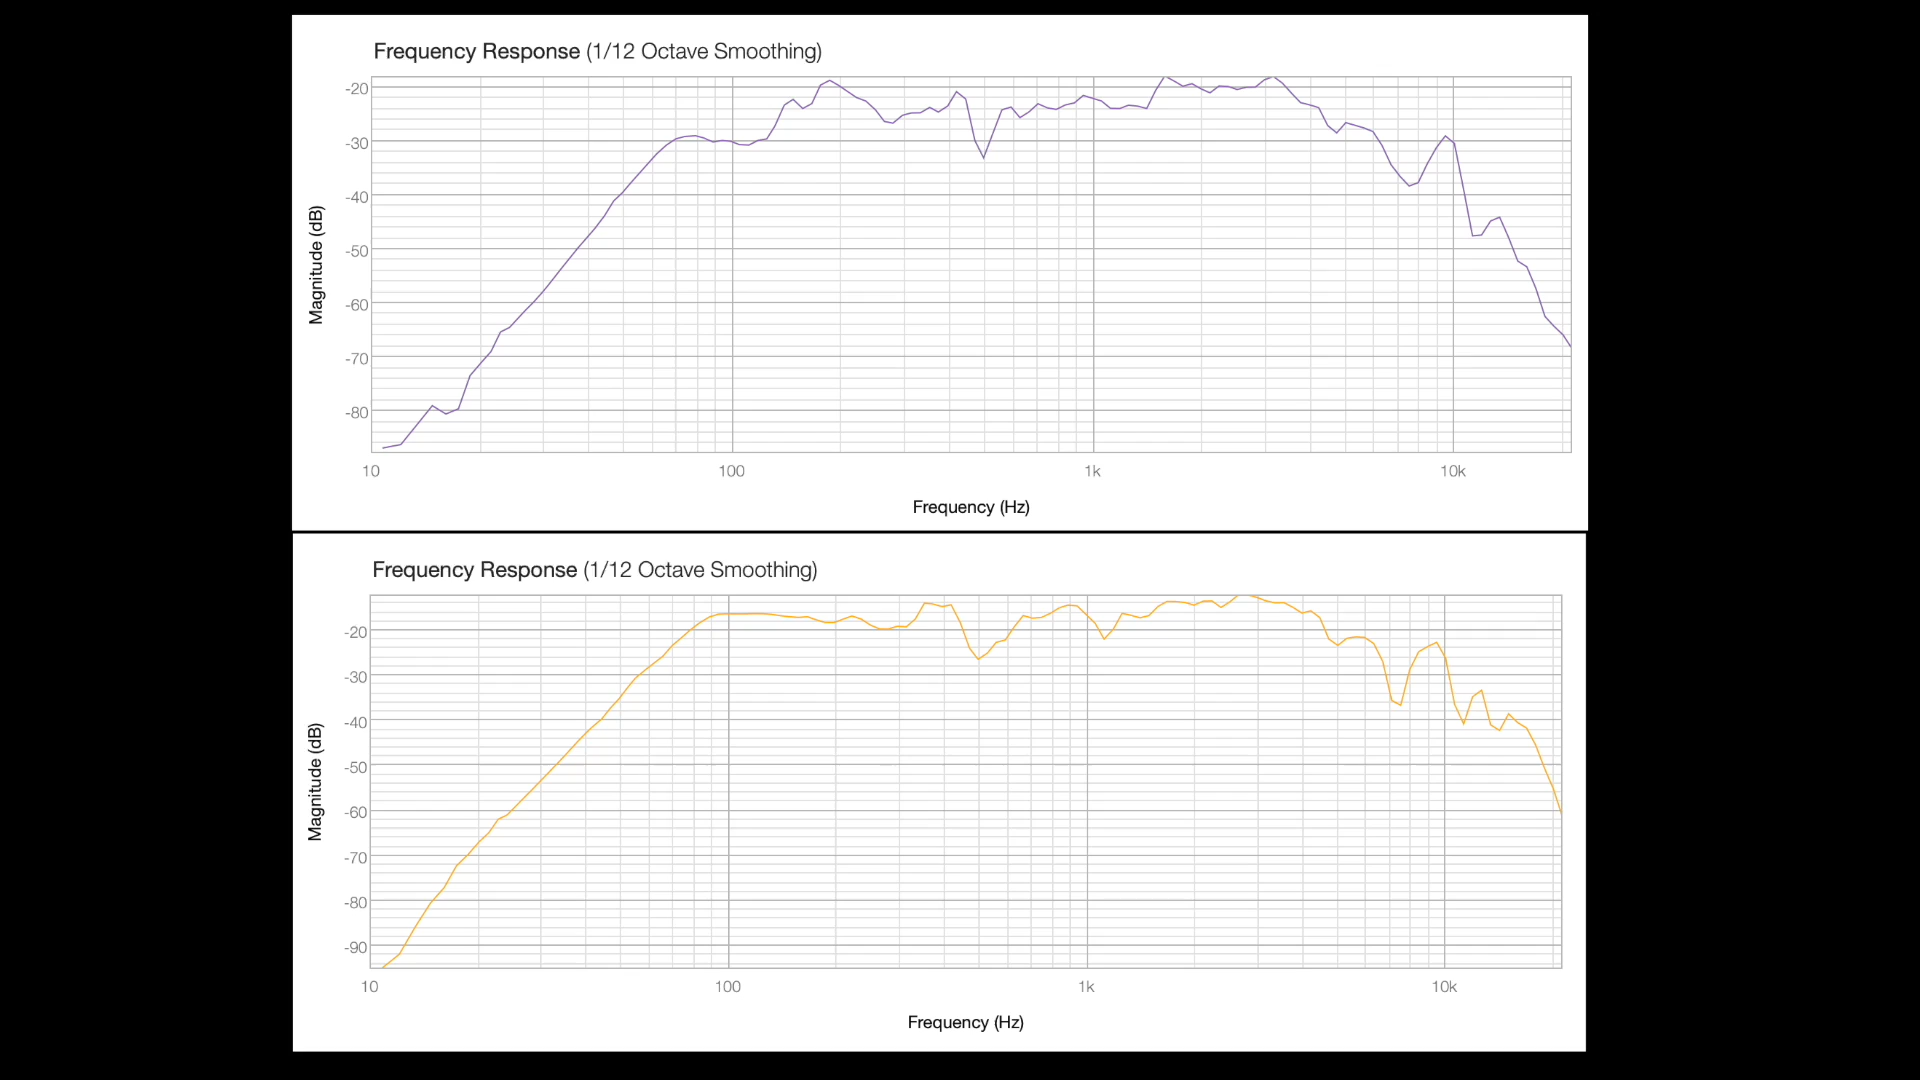 Frequency Response (1/12 Octave Smoothing)
-20
-30
-40
-50
-60
-70
-80
Magnitude (dB)
10 100 1k 10k
Frequency (Hz)
Frequency Response (1/12 Octave Smoothing)
-20
-30
-40
-50
-60
-70
-80
-90
Magnitude (dB)
10 100 1k 10k
Frequency (Hz)